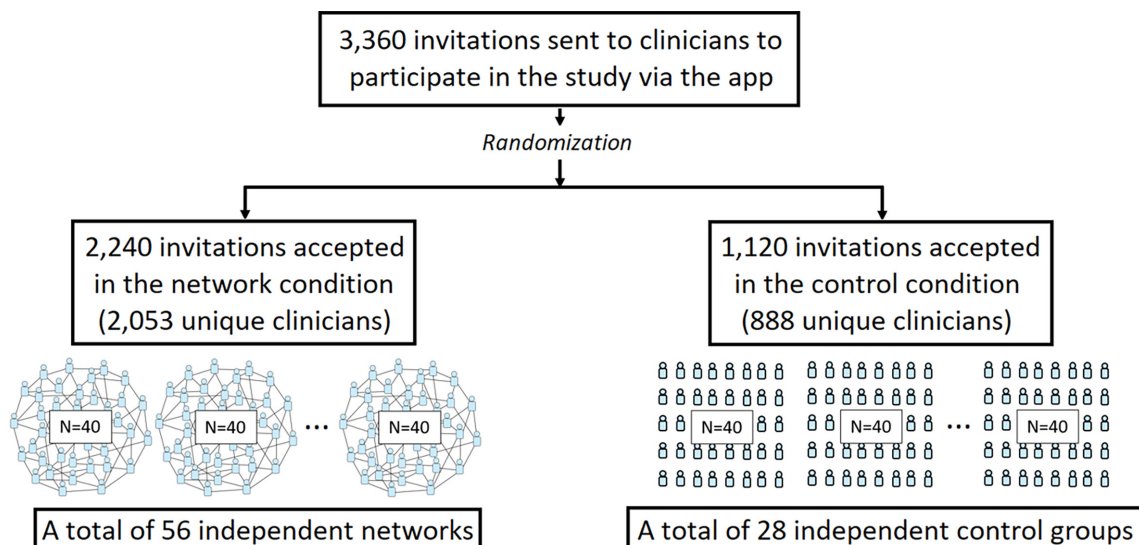 3,360 invitations sent to clinicians to
participate in the study via the app
Randomization
2,240 invitations accepted
in the network condition
(2,053 unique clinicians)
1,120 invitations accepted
in the control condition
(888 unique clinicians)
N=40
N=40
...
N=40
N=40
N=40
...
N=40
A total of 56 independent networks
A total of 28 independent control groups